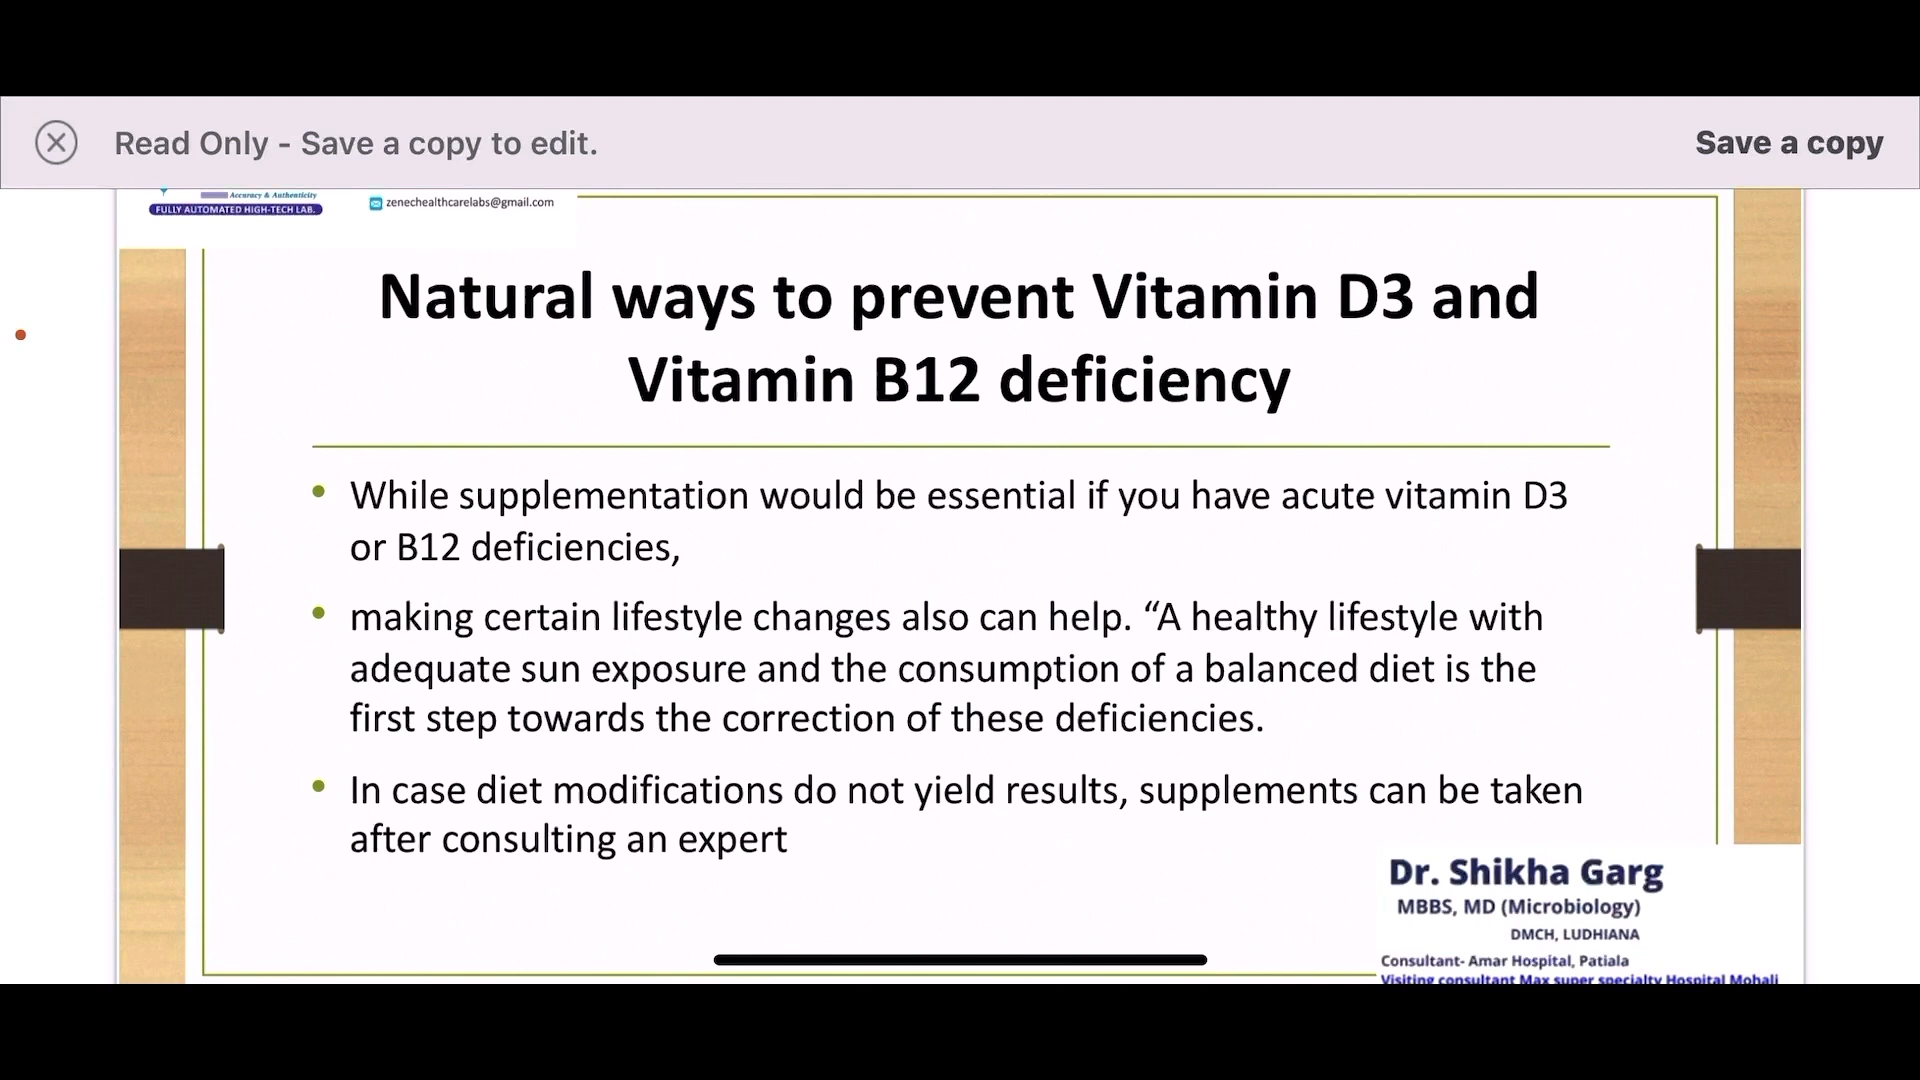 Read Only - Save a copy to edit.
Save a copy
Accuracy & Authenticity
FULLY AUTOMATED HIGH-TECH LAB.
zenechealthcarelabs@gmail.com
Natural ways to prevent Vitamin D3 and
Vitamin B12 deficiency
• While supplementation would be essential if you have acute vitamin D3
or B12 deficiencies,
• making certain lifestyle changes also can help. “A healthy lifestyle with
adequate sun exposure and the consumption of a balanced diet is the
first step towards the correction of these deficiencies.
• In case diet modifications do not yield results, supplements can be taken
after consulting an expert
Dr. Shikha Garg
MBBS, MD (Microbiology)
DMCH, LUDHIANA
Consultant- Amar Hospital, Patiala
Visiting consultant Max super specialty Hospital Mohali